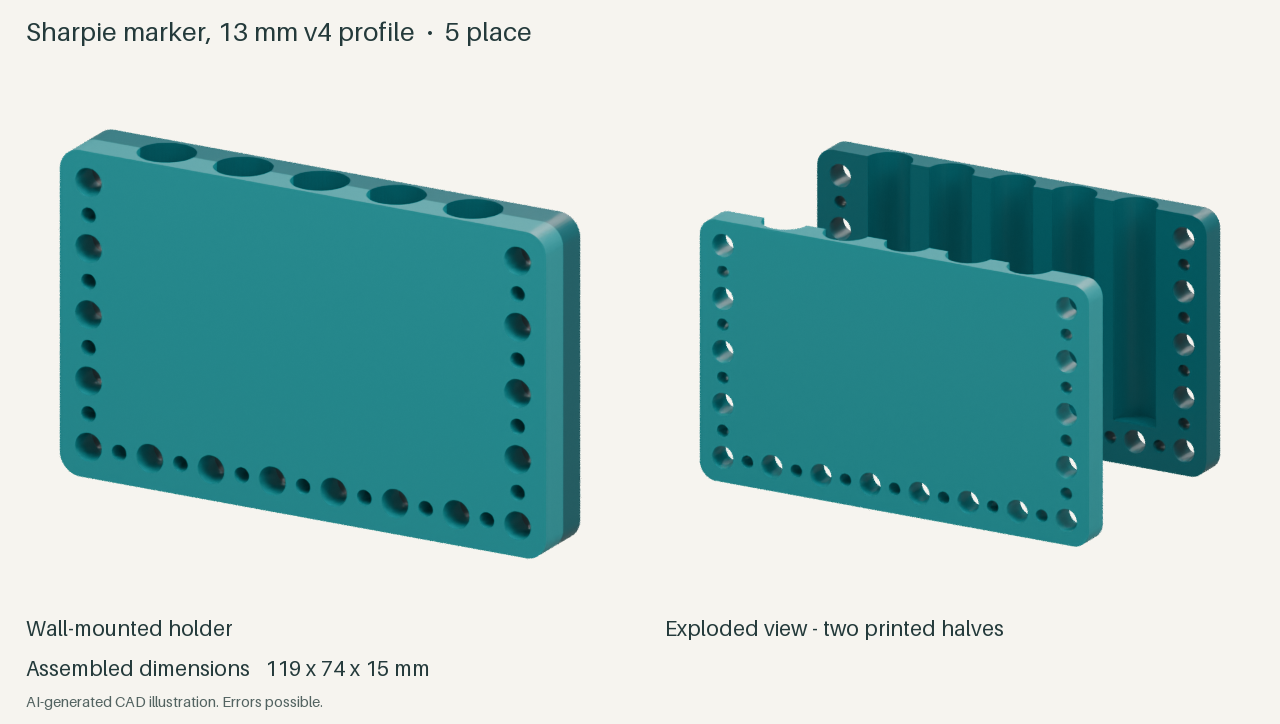 Sharpie marker, 13 mm v4 profile · 5 place
Wall-mounted holder
Exploded view - two printed halves
Assembled dimensions 119 x 74 x 15 mm
AI-generated CAD illustration. Errors possible.